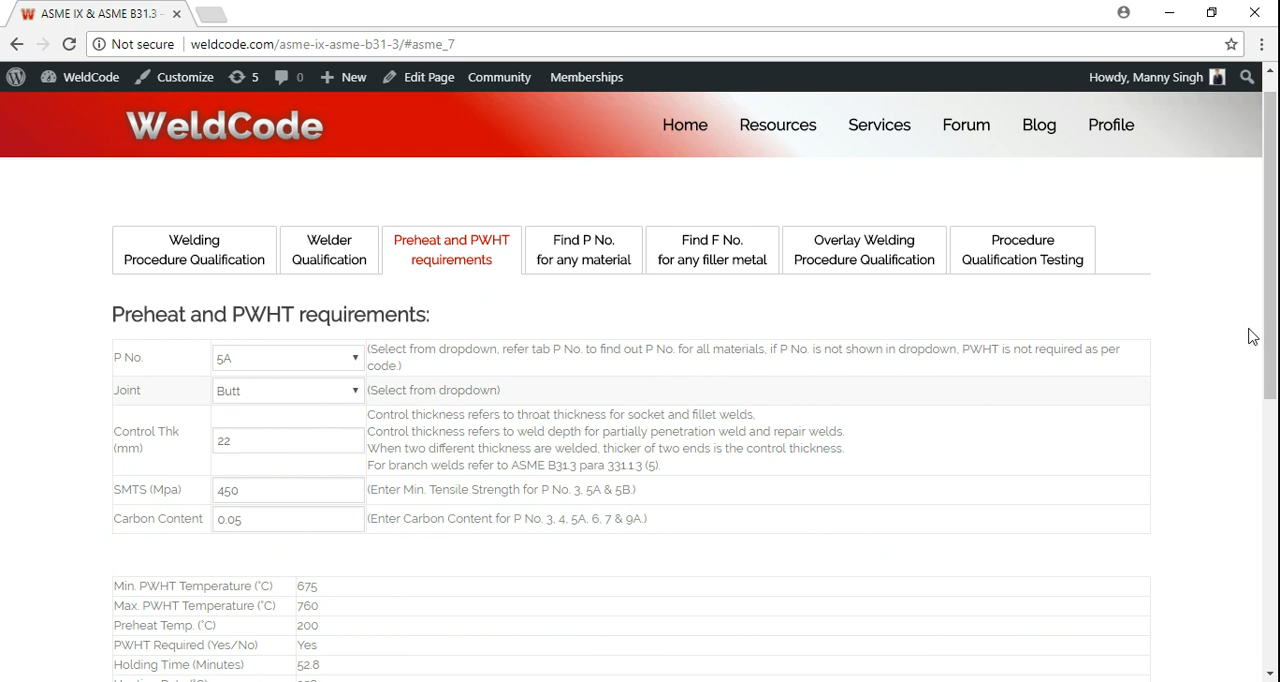 ASME IX & ASME B31.3 -
Not secure weldcode.com/asme-ix-asme-b31-3/#asme_7
WeldCode Customize 5 0 New Edit Page Community Memberships Howdy, Manny Singh
WeldCode Home Resources Services Forum Blog Profile
Welding
Procedure Qualification
Welder
Qualification
Preheat and PWHT
requirements
Find P No.
for any material
Find F No.
for any filler metal
Overlay Welding
Procedure Qualification
Procedure
Qualification Testing
Preheat and PWHT requirements:
P No. 5A (Select from dropdown, refer tab P No. to find out P No. for all materials, if P No. is not shown in dropdown, PWHT is not required as per
code.)
Joint Butt (Select from dropdown)
Control Thk
(mm)
22
Control thickness refers to throat thickness for socket and fillet welds.
Control thickness refers to weld depth for partially penetration weld and repair welds.
When two different thickness are welded, thicker of two ends is the control thickness.
For branch welds refer to ASME B31.3 para 331.1.3 (5).
SMTS (Mpa) 450 (Enter Min. Tensile Strength for P No. 3, 5A & 5B.)
Carbon Content 0.05 (Enter Carbon Content for P No. 3, 4, 5A, 6, 7 & 9A.)
Min. PWHT Temperature (°C) 675
Max. PWHT Temperature (°C) 760
Preheat Temp. (°C) 200
PWHT Required (Yes/No) Yes
Holding Time (Minutes) 52.8